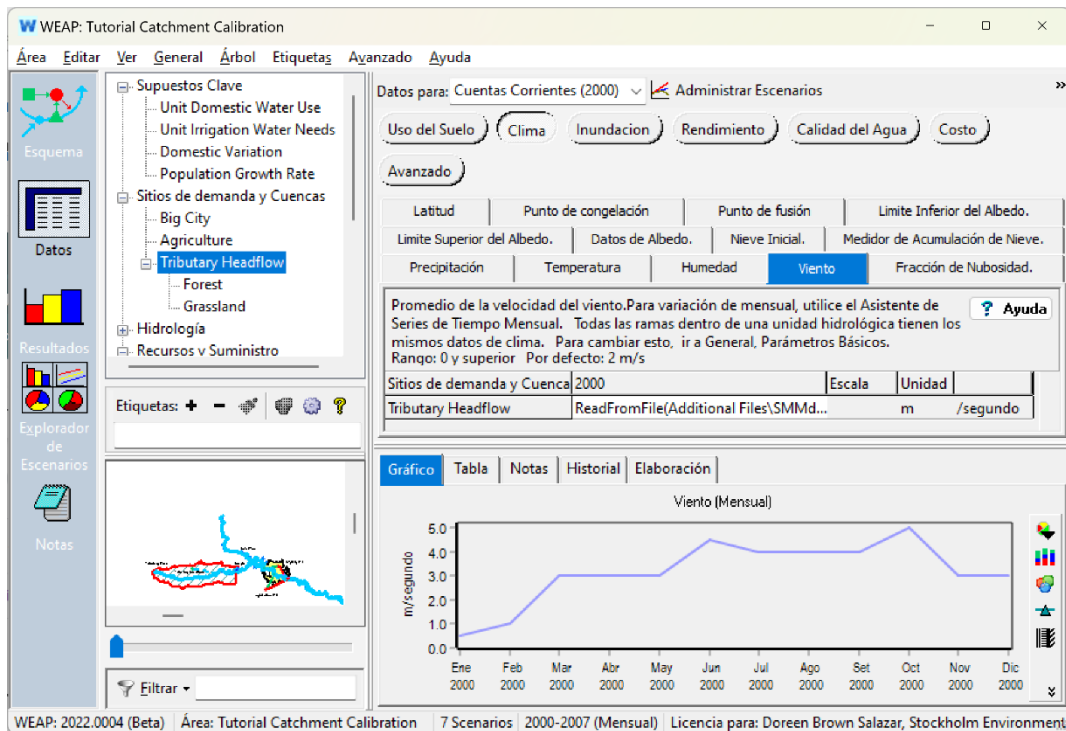 WEAP: Tutorial Catchment Calibration
Área Editar Ver General Árbol Etiquetas Avanzado Ayuda
Esquema
Datos
Resultados
Explorador
de
Escenarios
Notas
Supuestos Clave
Unit Domestic Water Use
Unit Irrigation Water Needs
Domestic Variation
Population Growth Rate
Sitios de demanda y Cuencas
Big City
Agriculture
Tributary Headflow
Forest
Grassland
Hidrología
Recursos y Suministro
Etiquetas:
Filtrar
Datos para: Cuentas Corrientes (2000) Administrar Escenarios
Uso del Suelo Clima Inundacion Rendimiento Calidad del Agua Costo
Avanzado
Latitud Punto de congelación Punto de fusión Limite Inferior del Albedo.
Limite Superior del Albedo. Datos de Albedo. Nieve Inicial. Medidor de Acumulación de Nieve.
Precipitación Temperatura Humedad Viento Fracción de Nubosidad.
Promedio de la velocidad del viento.Para variación de mensual, utilice el Asistente de
Series de Tiempo Mensual. Todas las ramas dentro de una unidad hidrológica tienen los
mismos datos de clima. Para cambiar esto, ir a General, Parámetros Básicos.
Rango: 0 y superior Por defecto: 2 m/s
? Ayuda
Sitios de demanda y Cuenca 2000 Escala Unidad
Tributary Headflow ReadFromFile(Additional Files\SMMd... m /segundo
Gráfico Tabla Notas Historial Elaboración
Viento (Mensual)
m/segundo
5.0
4.0
3.0
2.0
1.0
0.0
Ene Feb Mar Abr May Jun Jul Ago Set Oct Nov Dic
2000 2000 2000 2000 2000 2000 2000 2000 2000 2000 2000 2000
WEAP: 2022.0004 (Beta) Área: Tutorial Catchment Calibration 7 Scenarios 2000-2007 (Mensual) Licencia para: Doreen Brown Salazar, Stockholm Environment